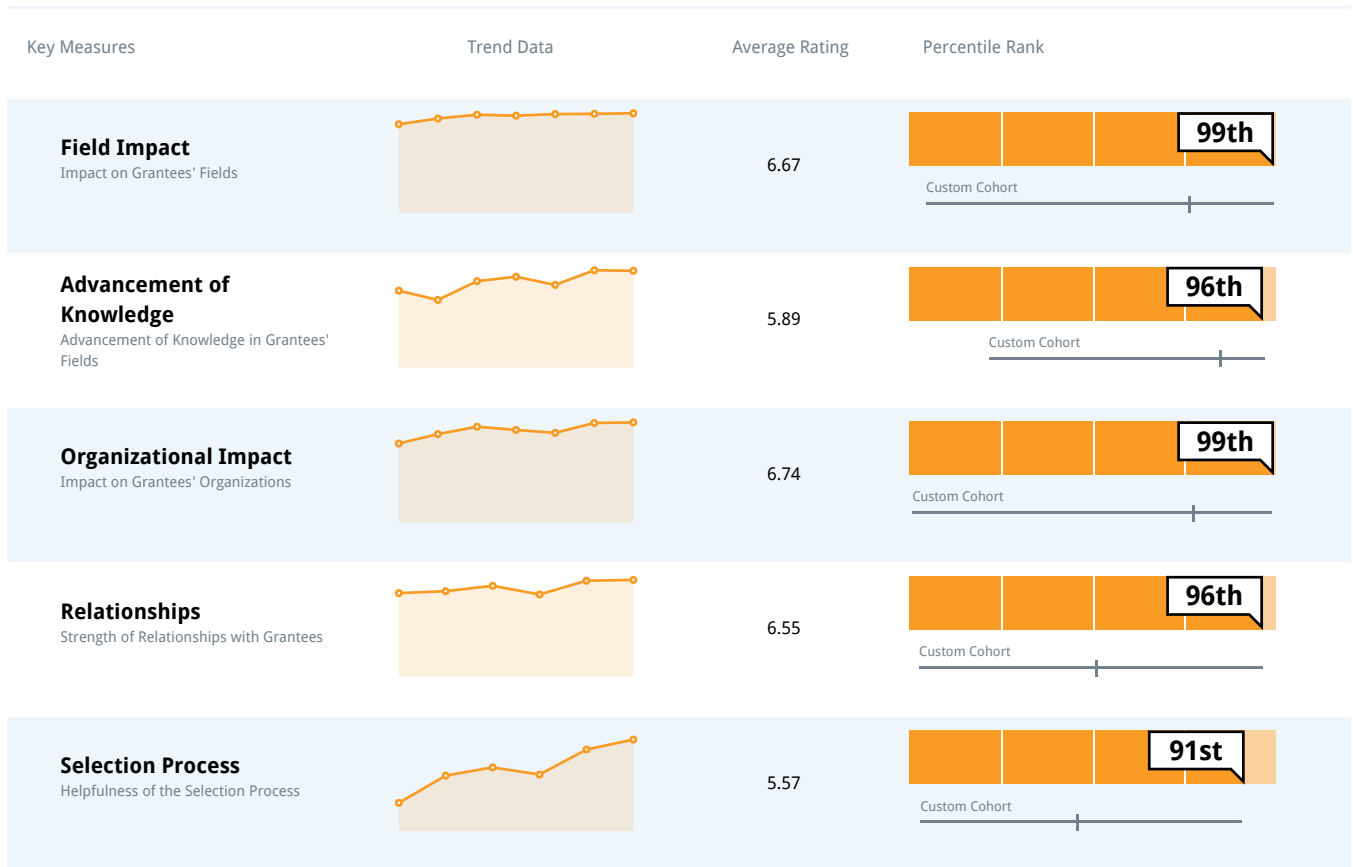 Key Measures
Trend Data
Average Rating
Percentile Rank
Field Impact
Impact on Grantees' Fields
6.67
99th
Custom Cohort
Advancement of
Knowledge
Advancement of Knowledge in Grantees'
Fields
5.89
96th
Custom Cohort
Organizational Impact
Impact on Grantees' Organizations
6.74
99th
Custom Cohort
Relationships
Strength of Relationships with Grantees
6.55
96th
Custom Cohort
Selection Process
Helpfulness of the Selection Process
5.57
91st
Custom Cohort